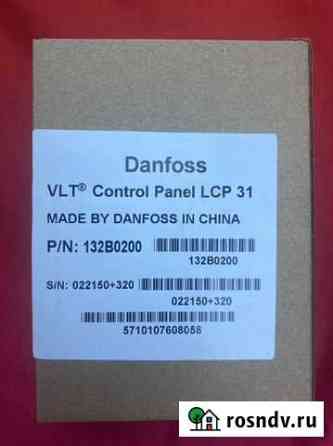 Danfoss
VLT® Control Panel LCP 31
MADE BY DANFOSS IN CHINA
P/N: 132B0200
132B0200
S/N: 022150+320
022150+320
5710107608058
rosndv.ru